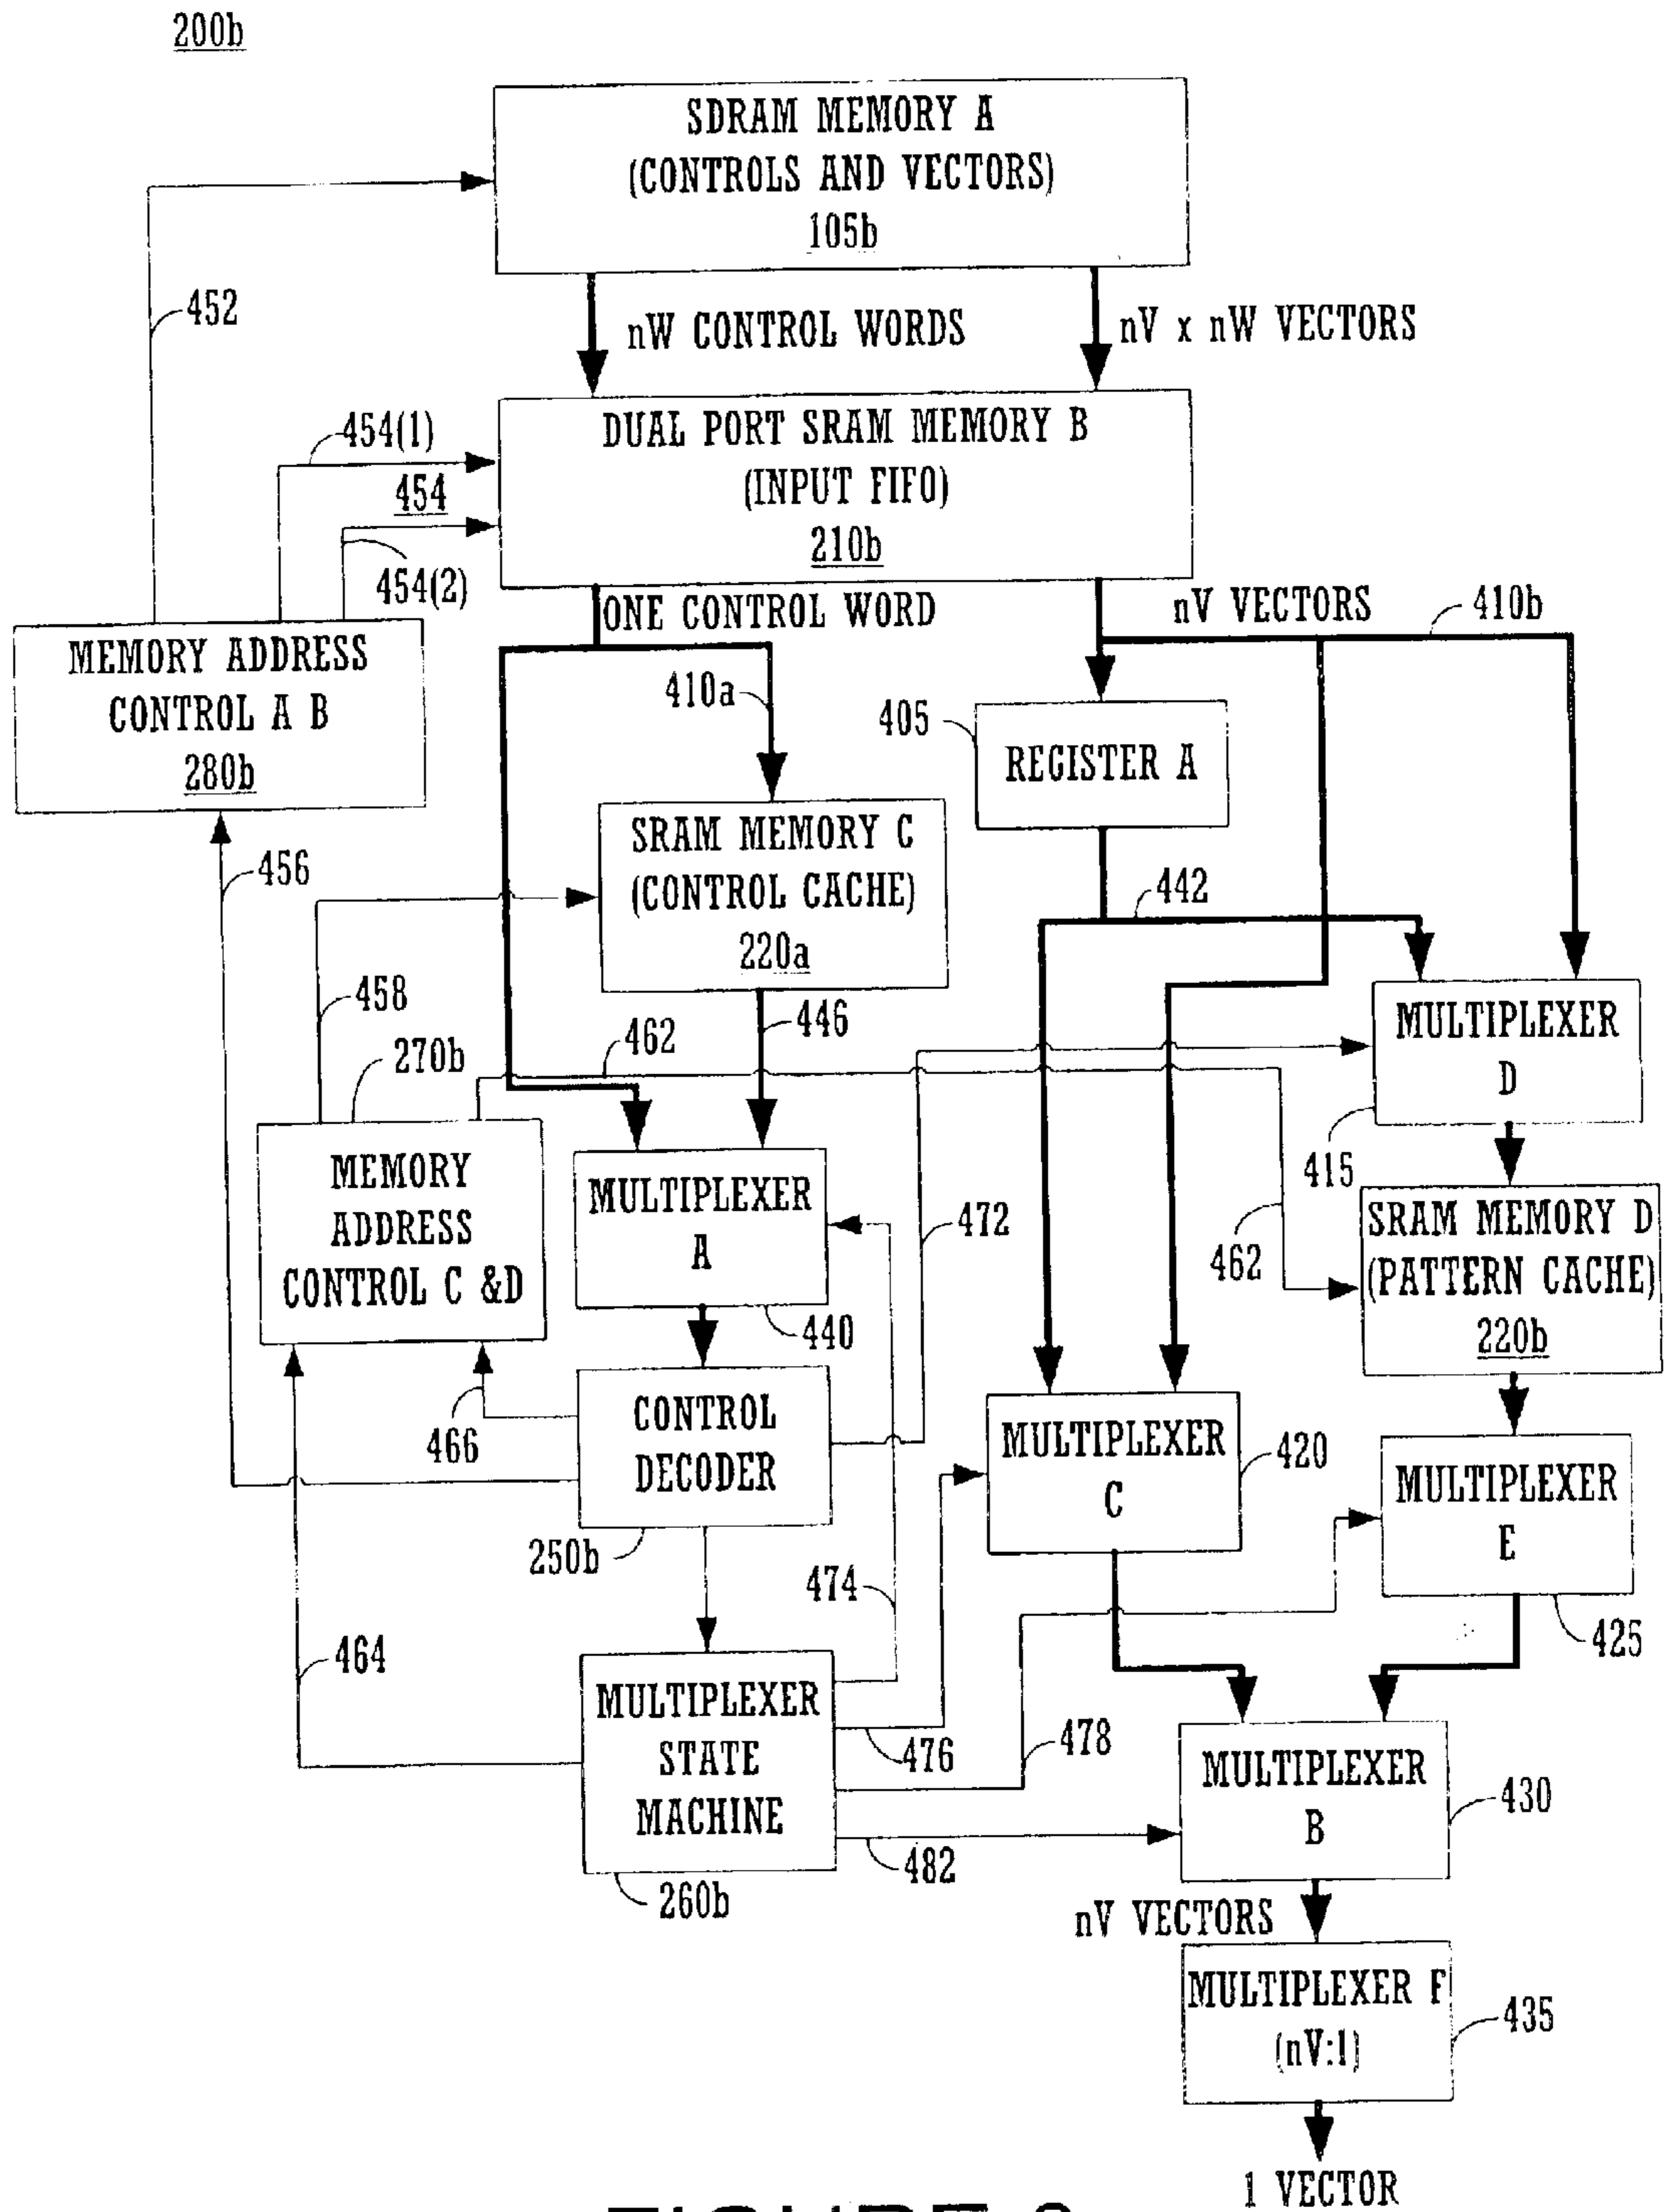 200b
SDRAM MEMORY A
(CONTROLS AND VECTORS)
105b
452
nW CONTROL WORDS
nV x nW VECTORS
454(1)
454
454(2)
DUAL PORT SRAM MEMORY B
(INPUT FIFO)
210b
ONE CONTROL WORD
nV VECTORS
410b
MEMORY ADDRESS
CONTROL A B
280b
410a
405
REGISTER A
456
SRAM MEMORY C
(CONTROL CACHE)
220a
442
458
446
462
270b
MULTIPLEXER
D
415
MEMORY
ADDRESS
CONTROL C &D
MULTIPLEXER
A
440
472
462
SRAM MEMORY D
(PATTERN CACHE)
220b
466
CONTROL
DECODER
250b
MULTIPLEXER
C
420
MULTIPLEXER
E
425
474
464
MULTIPLEXER
STATE
MACHINE
260b
476
478
482
MULTIPLEXER
B
430
nV VECTORS
MULTIPLEXER F
(nV:1)
435
1 VECTOR